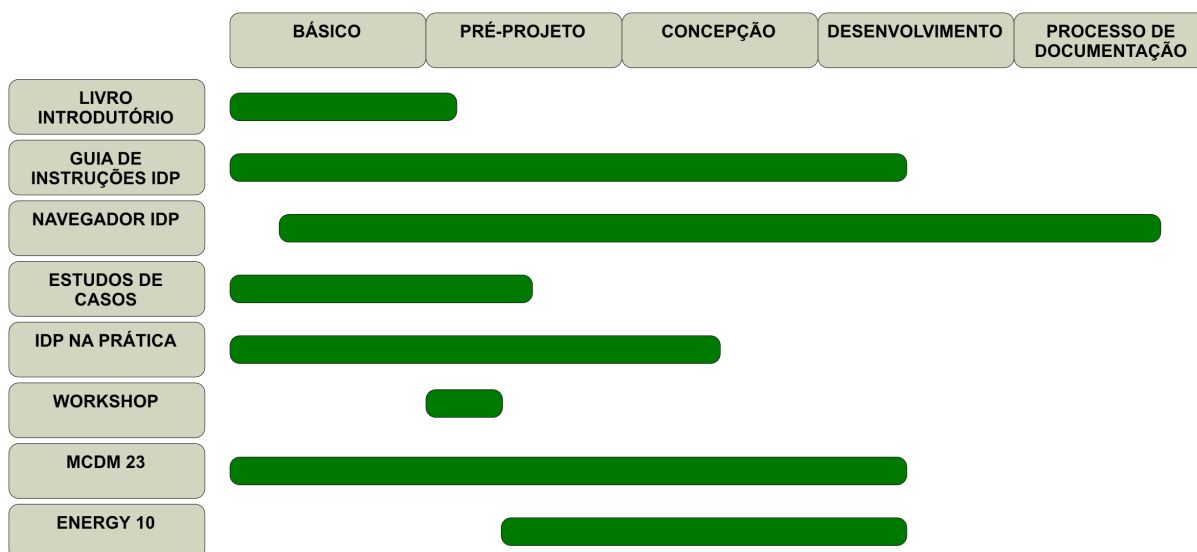 BÁSICO
PRÉ-PROJETO
CONCEPÇÃO
DESENVOLVIMENTO
PROCESSO DE
DOCUMENTAÇÃO
LIVRO
INTRODUTÓRIO
GUIA DE
INSTRUÇÕES IDP
NAVEGADOR IDP
ESTUDOS DE
CASOS
IDP NA PRÁTICA
WORKSHOP
MCDM 23
ENERGY 10